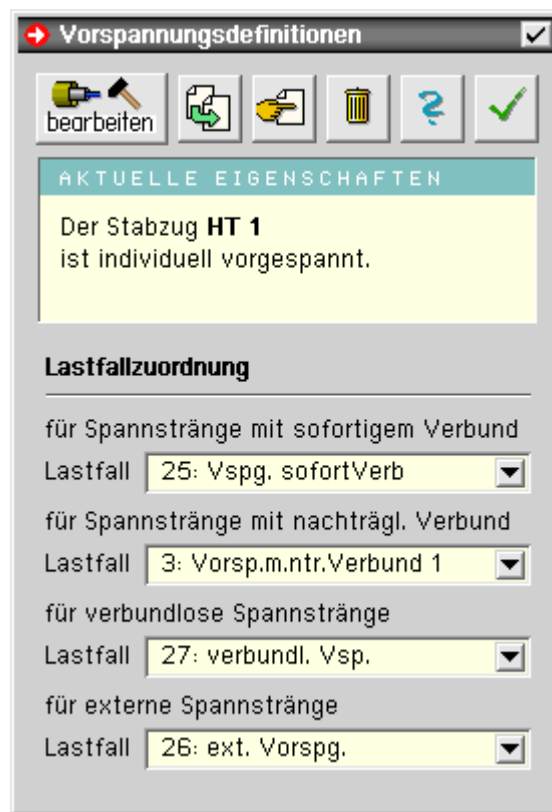 Vorspannungsdefinitionen
bearbeiten
AKTUELLE EIGENSCHAFTEN
Der Stabzug HT 1
ist individuell vorgespannt.
Lastfallzuordnung
für Spannstränge mit sofortigem Verbund
Lastfall 25: Vspg. sofortVerb
für Spannstränge mit nachträgl. Verbund
Lastfall 3: Vorsp.m.ntr.Verbund 1
für verbundlose Spannstränge
Lastfall 27: verbundl. Vsp.
für externe Spannstränge
Lastfall 26: ext. Vorspg.